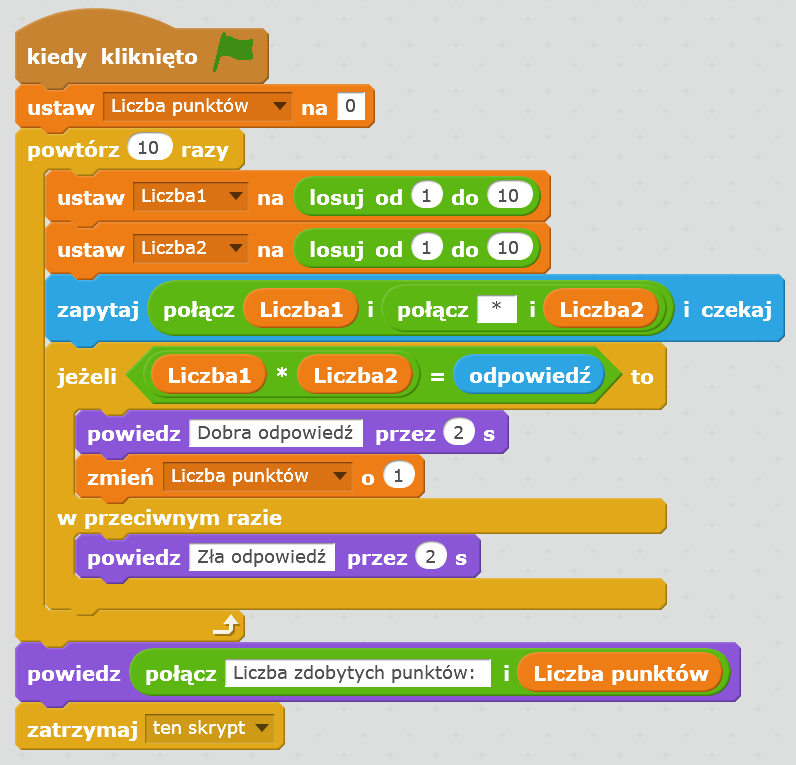 kiedy kliknięto
ustaw Liczba punktów na 0
powtórz 10 razy
ustaw Liczba1 na losuj od 1 do 10
ustaw Liczba2 na losuj od 1 do 10
zapytaj połącz Liczba1 i połącz * i Liczba2 i czekaj
jeżeli Liczba1 * Liczba2 = odpowiedź to
powiedz Dobra odpowiedź przez 2 s
zmień Liczba punktów o 1
w przeciwnym razie
powiedz Zła odpowiedź przez 2 s
powiedz połącz Liczba zdobytych punktów: i Liczba punktów
zatrzymaj ten skrypt